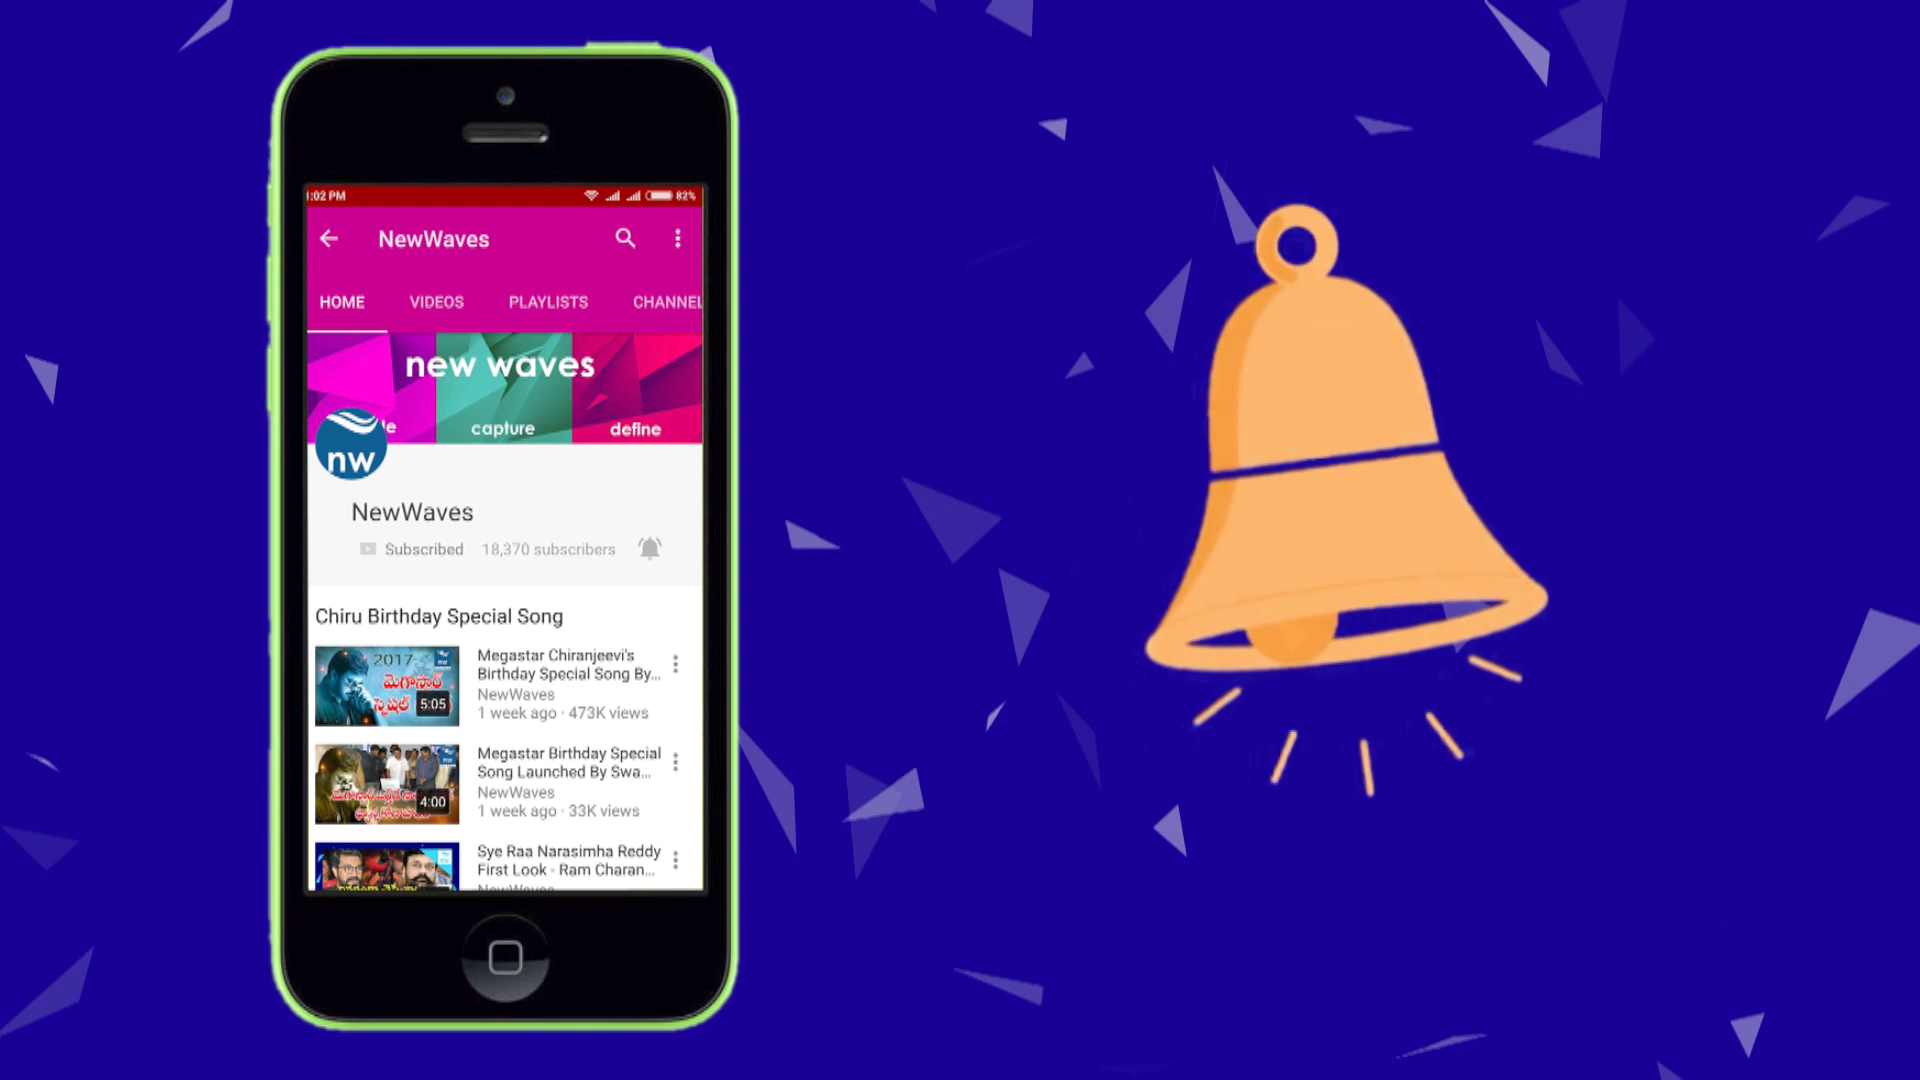 1:02 PM
82%
NewWaves
HOME VIDEOS PLAYLISTS CHANNEL
new waves
capture define
nw
NewWaves
Subscribed 18,370 subscribers
Chiru Birthday Special Song
2017
మెగాస్టార్
స్పెషల్
5:05
Megastar Chiranjeevi's
Birthday Special Song By...
NewWaves
1 week ago · 473K views
4:00
Megastar Birthday Special
Song Launched By Swa...
NewWaves
1 week ago · 33K views
Sye Raa Narasimha Reddy
First Look - Ram Charan...
NewWaves